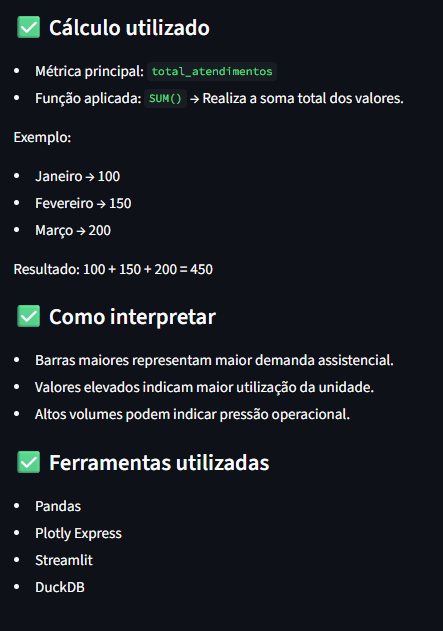 ✅ Cálculo utilizado
• Métrica principal: total_atendimentos
• Função aplicada: SUM() → Realiza a soma total dos valores.
Exemplo:
• Janeiro → 100
• Fevereiro → 150
• Março → 200
Resultado: 100 + 150 + 200 = 450
✅ Como interpretar
• Barras maiores representam maior demanda assistencial.
• Valores elevados indicam maior utilização da unidade.
• Altos volumes podem indicar pressão operacional.
✅ Ferramentas utilizadas
• Pandas
• Plotly Express
• Streamlit
• DuckDB